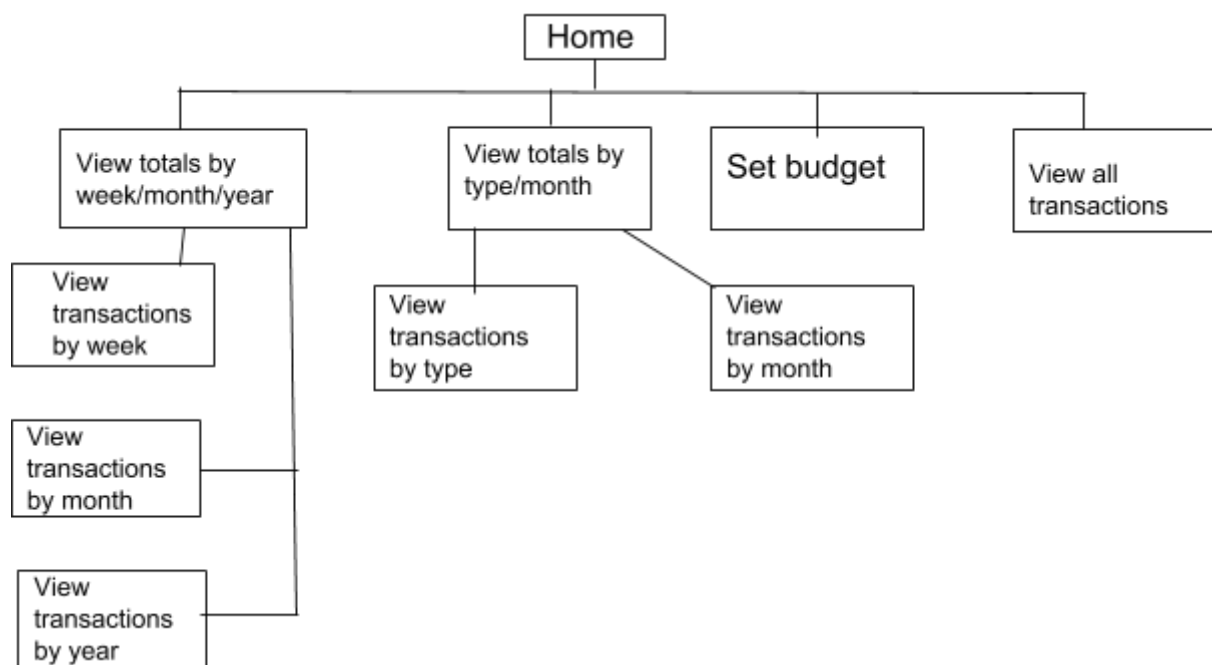 Home
View totals by
week/month/year
View totals by
type/month
Set budget
View all
transactions
View
transactions
by week
View
transactions
by type
View
transactions
by month
View
transactions
by month
View
transactions
by year